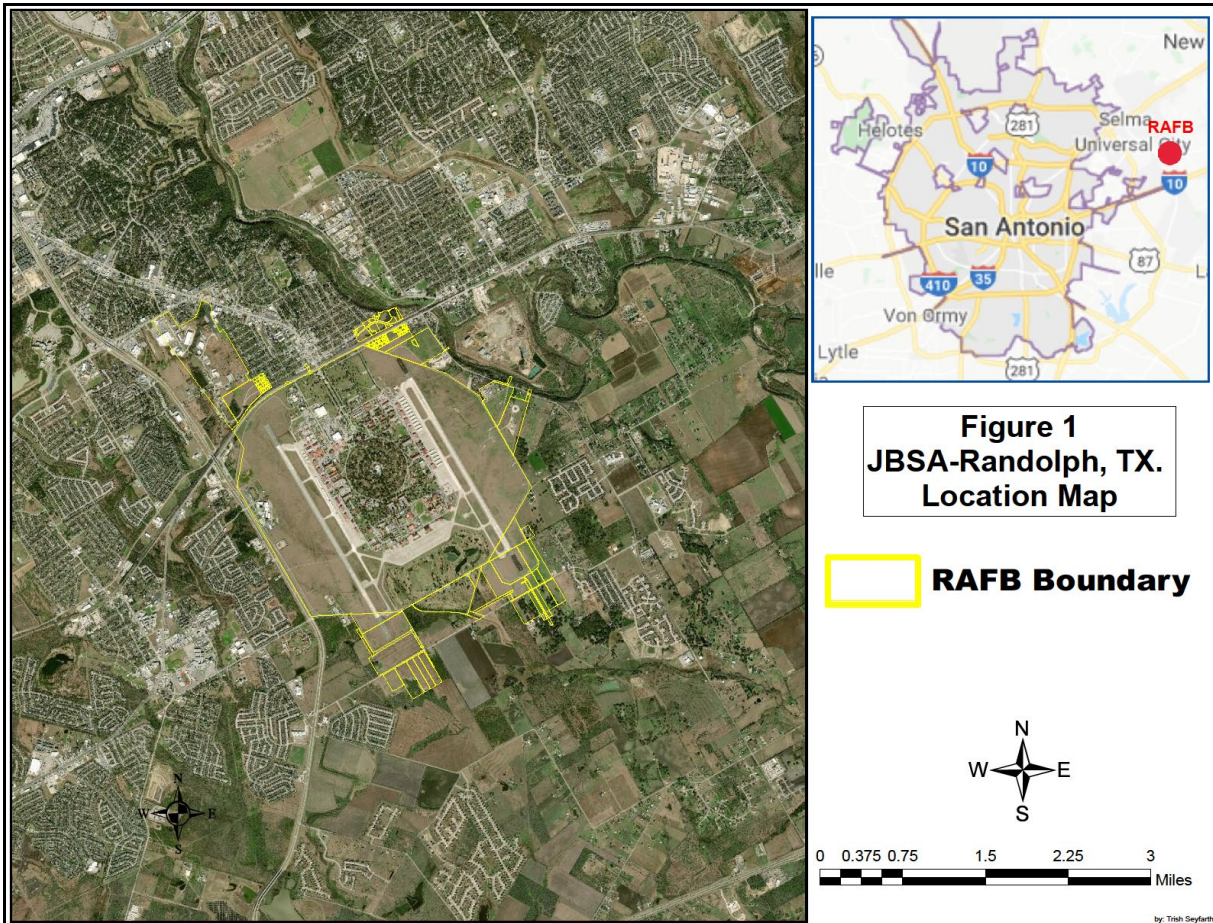 New
281
Selma
RAFB
Helotes
Universal City
10
10
San Antonio
87
410
35
Von Ormy
Lytle
281
Figure 1
JBSA-Randolph, TX.
Location Map
RAFB Boundary
N
W E
S
N
W E
S
0 0.375 0.75 1.5 2.25 3
Miles
by: Trish Seyfarth